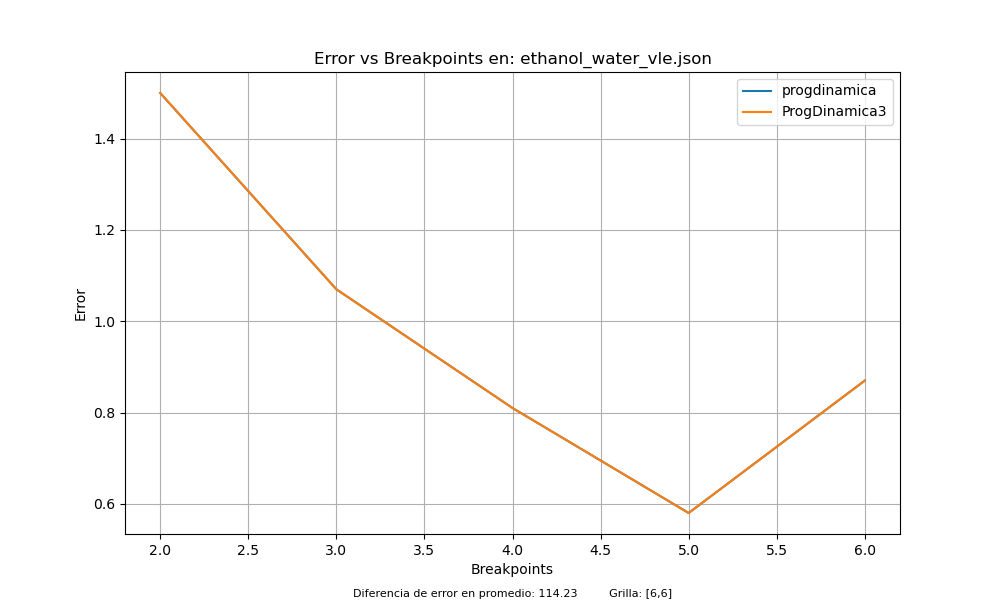 Error vs Breakpoints en: ethanol_water_vle.json
progdinamica
ProgDinamica3
1.4
1.2
1.0
0.8
0.6
Error
2.0 2.5 3.0 3.5 4.0 4.5 5.0 5.5 6.0
Breakpoints
Diferencia de error en promedio: 114.23 Grilla: [6,6]